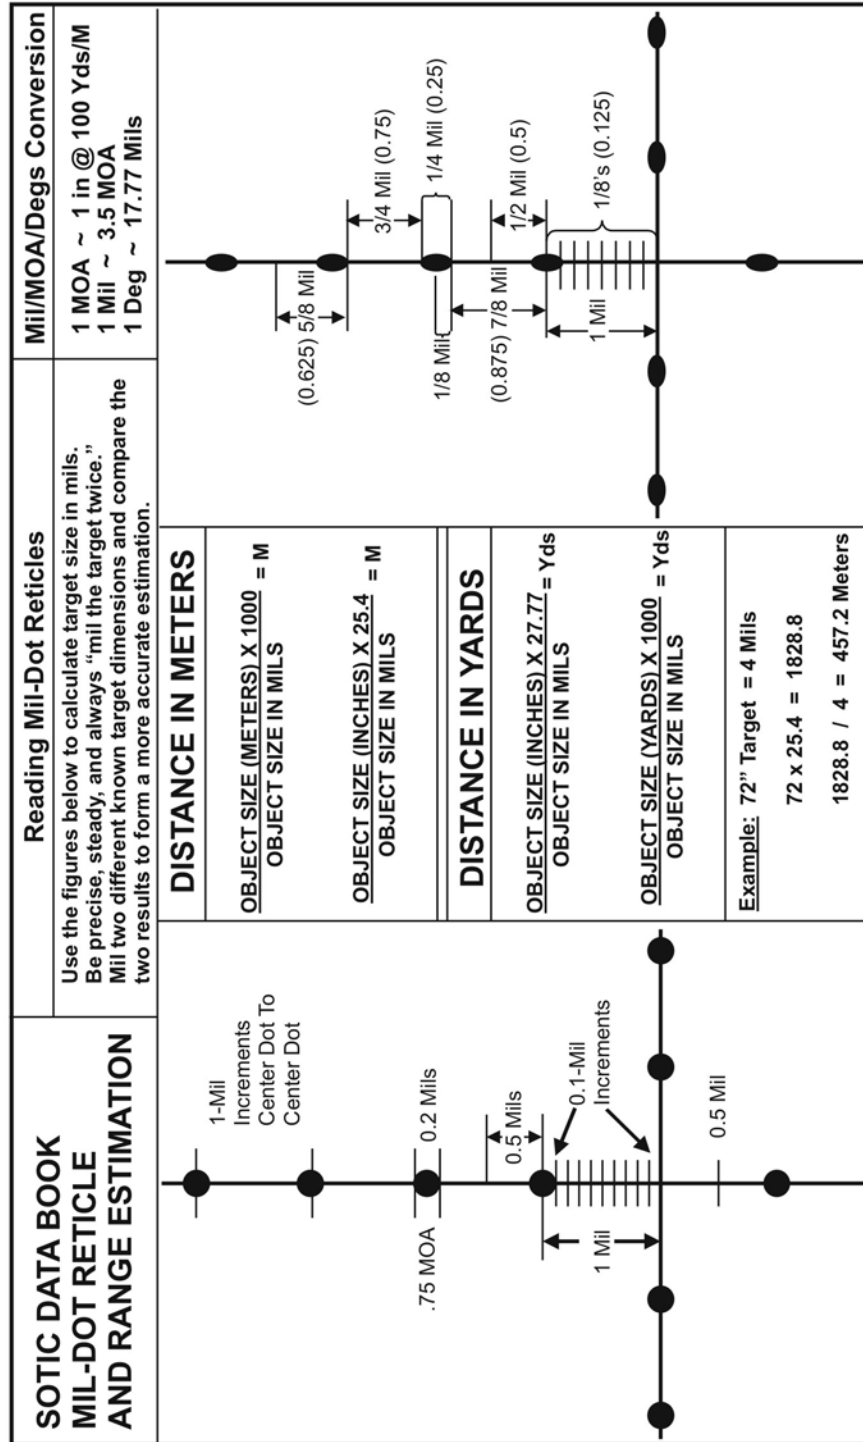 SOTIC DATA BOOK
MIL-DOT RETICLE
AND RANGE ESTIMATION
Reading Mil-Dot Reticles
Use the figures below to calculate target size in mils.
Be precise, steady, and always “mil the target twice.”
Mil two different known target dimensions and compare the
two results to form a more accurate estimation.
Mil/MOA/Degs Conversion
1 MOA ~ 1 in @ 100 Yds/M
1 Mil ~ 3.5 MOA
1 Deg ~ 17.77 Mils
1-Mil
Increments
Center Dot To
Center Dot
.75 MOA
0.2 Mils
0.5 Mils
1 Mil
0.1-Mil
Increments
0.5 Mil
DISTANCE IN METERS
OBJECT SIZE (METERS) X 1000 = M
OBJECT SIZE IN MILS
OBJECT SIZE (INCHES) X 25.4 = M
OBJECT SIZE IN MILS
DISTANCE IN YARDS
OBJECT SIZE (INCHES) X 27.77 = Yds
OBJECT SIZE IN MILS
OBJECT SIZE (YARDS) X 1000 = Yds
OBJECT SIZE IN MILS
Example: 72” Target = 4 Mils
72 x 25.4 = 1828.8
1828.8 / 4 = 457.2 Meters
(0.625) 5/8 Mil
3/4 Mil (0.75)
1/8 Mil
1/4 Mil (0.25)
(0.875) 7/8 Mil
1/2 Mil (0.5)
1 Mil
1/8's (0.125)